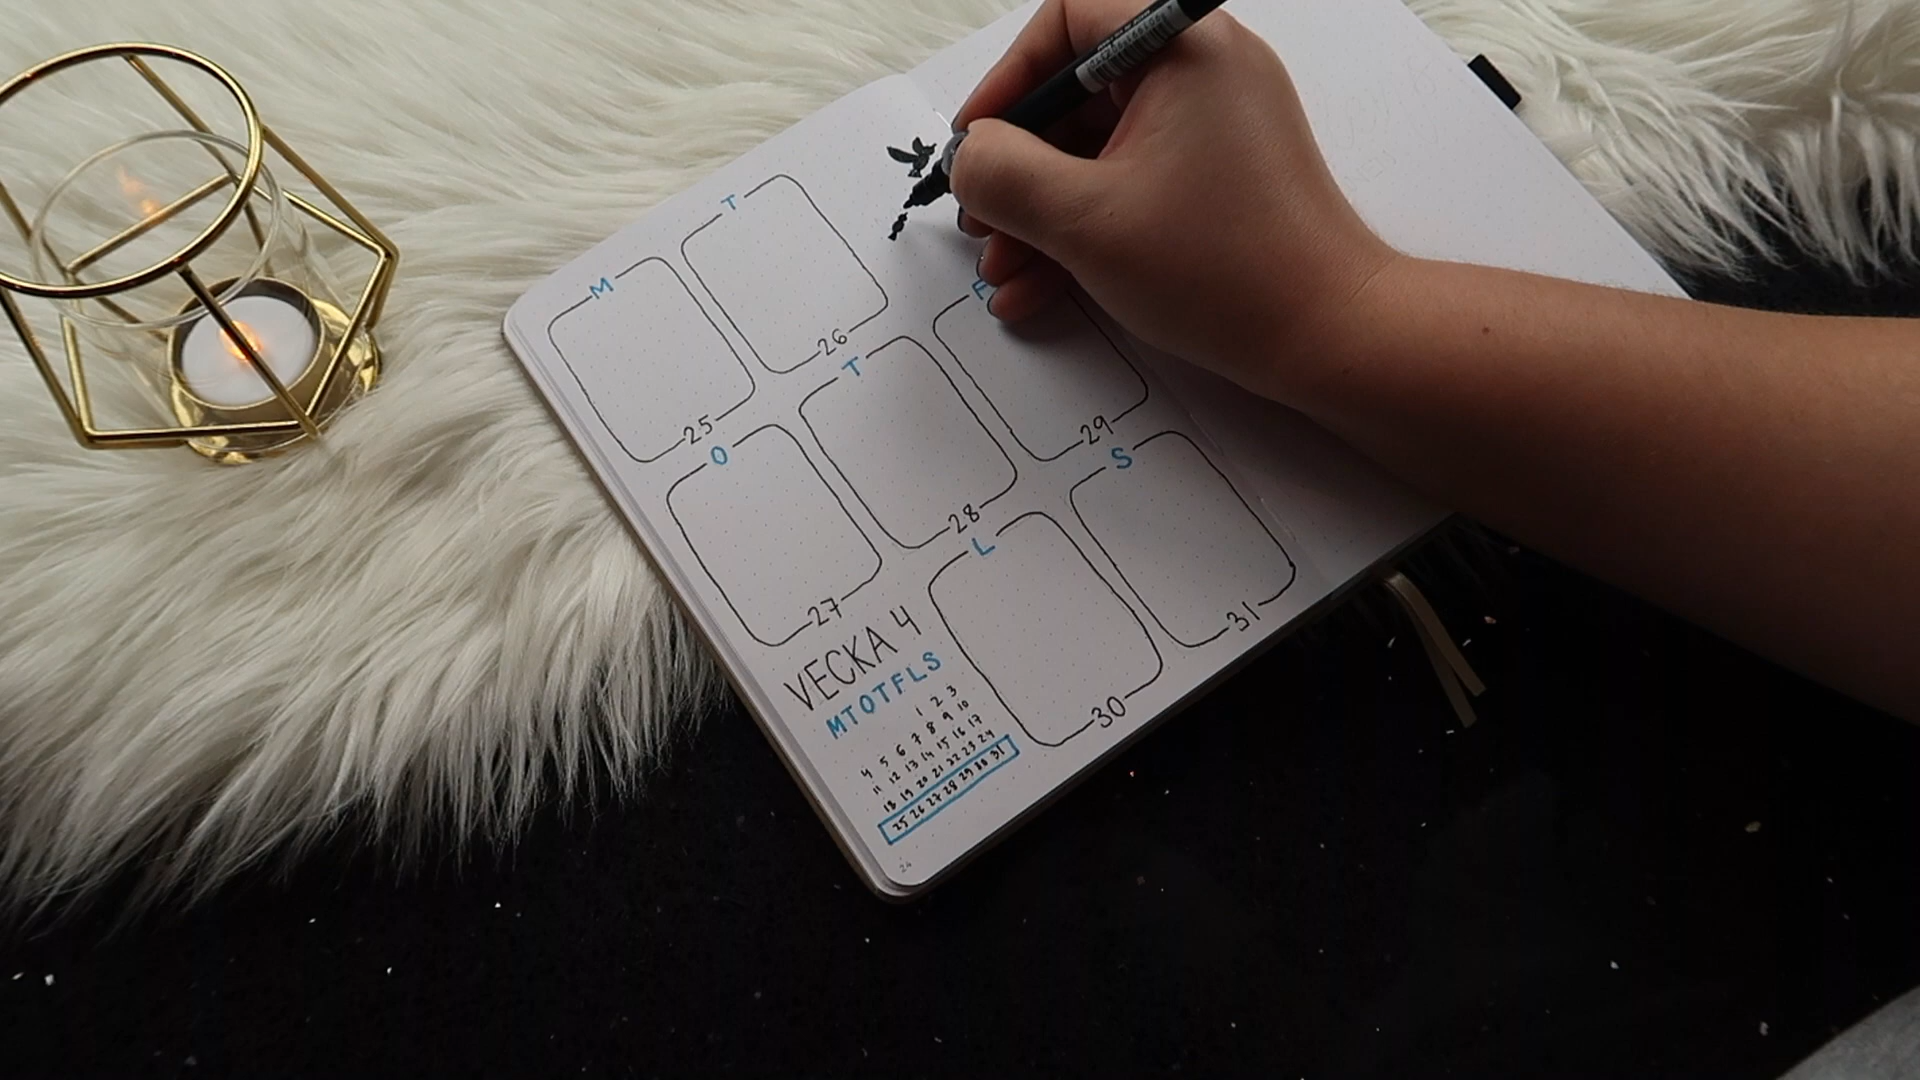 M
25
T
26
O
27
T
28
F
29
L
30
S
31
VECKA 4
MTOTFLS
1 2 3
4 5 6 7 8 9 10
11 12 13 14 15 16 17
18 19 20 21 22 23 24
25 26 27 28 29 30 31
24